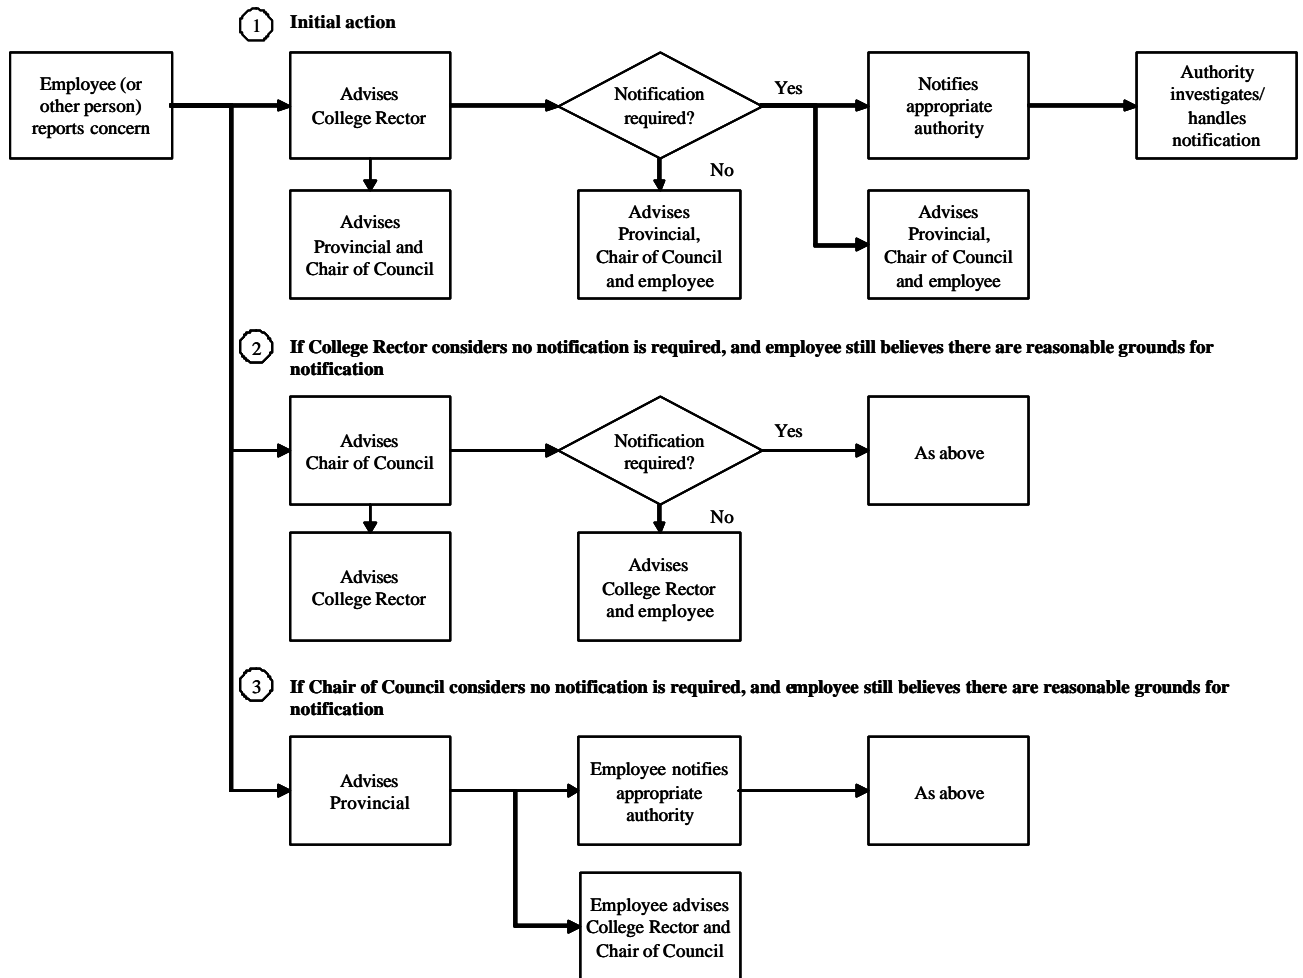 1
Initial action
Employee (or
other person)
reports concern
Advises
College Rector
Notification
required?
Yes
Notifies
appropriate
authority
Authority
investigates/
handles
notification
No
Advises
Provincial and
Chair of Council
Advises
Provincial,
Chair of Council
and employee
Advises
Provincial,
Chair of Council
and employee
2
If College Rector considers no notification is required, and employee still believes there are reasonable grounds for
notification
Advises
Chair of Council
Notification
required?
Yes
As above
No
Advises
College Rector
Advises
College Rector
and employee
3
If Chair of Council considers no notification is required, and employee still believes there are reasonable grounds for
notification
Advises
Provincial
Employee notifies
appropriate
authority
As above
Employee advises
College Rector and
Chair of Council